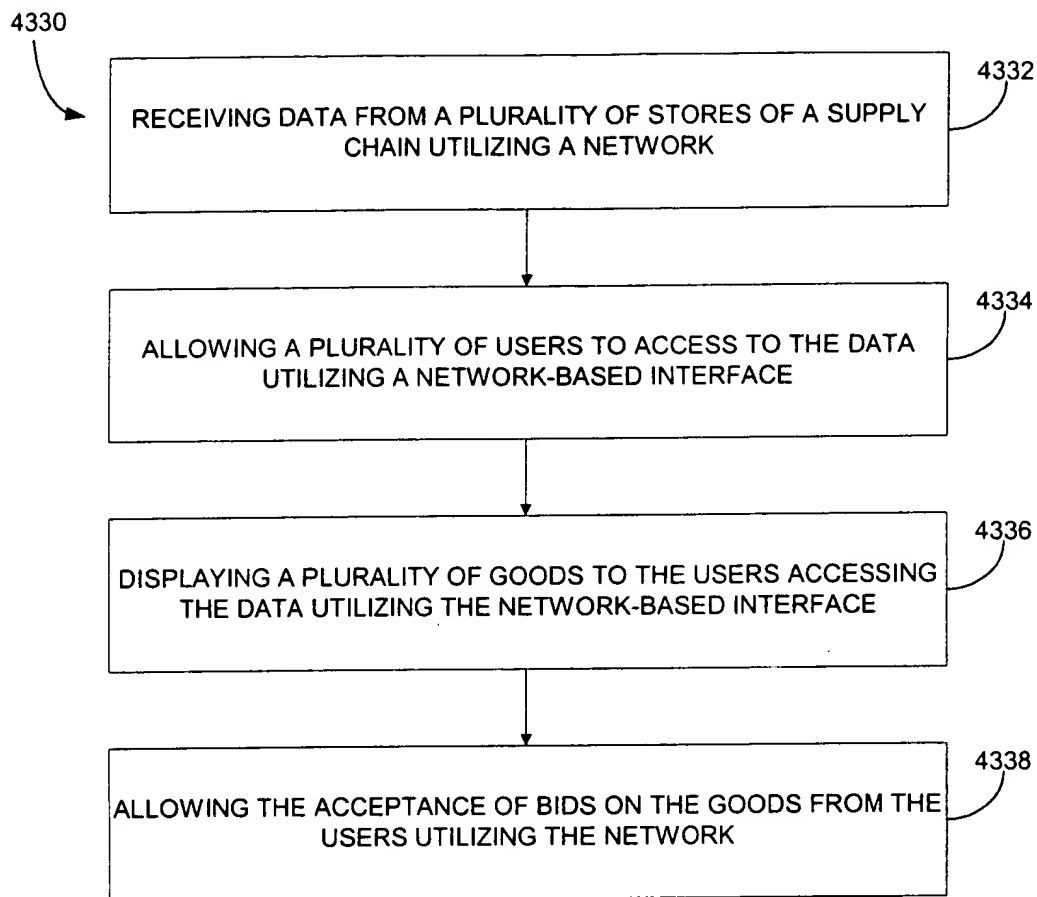 4330
4332
RECEIVING DATA FROM A PLURALITY OF STORES OF A SUPPLY
CHAIN UTILIZING A NETWORK
4334
ALLOWING A PLURALITY OF USERS TO ACCESS TO THE DATA
UTILIZING A NETWORK-BASED INTERFACE
4336
DISPLAYING A PLURALITY OF GOODS TO THE USERS ACCESSING
THE DATA UTILIZING THE NETWORK-BASED INTERFACE
4338
ALLOWING THE ACCEPTANCE OF BIDS ON THE GOODS FROM THE
USERS UTILIZING THE NETWORK